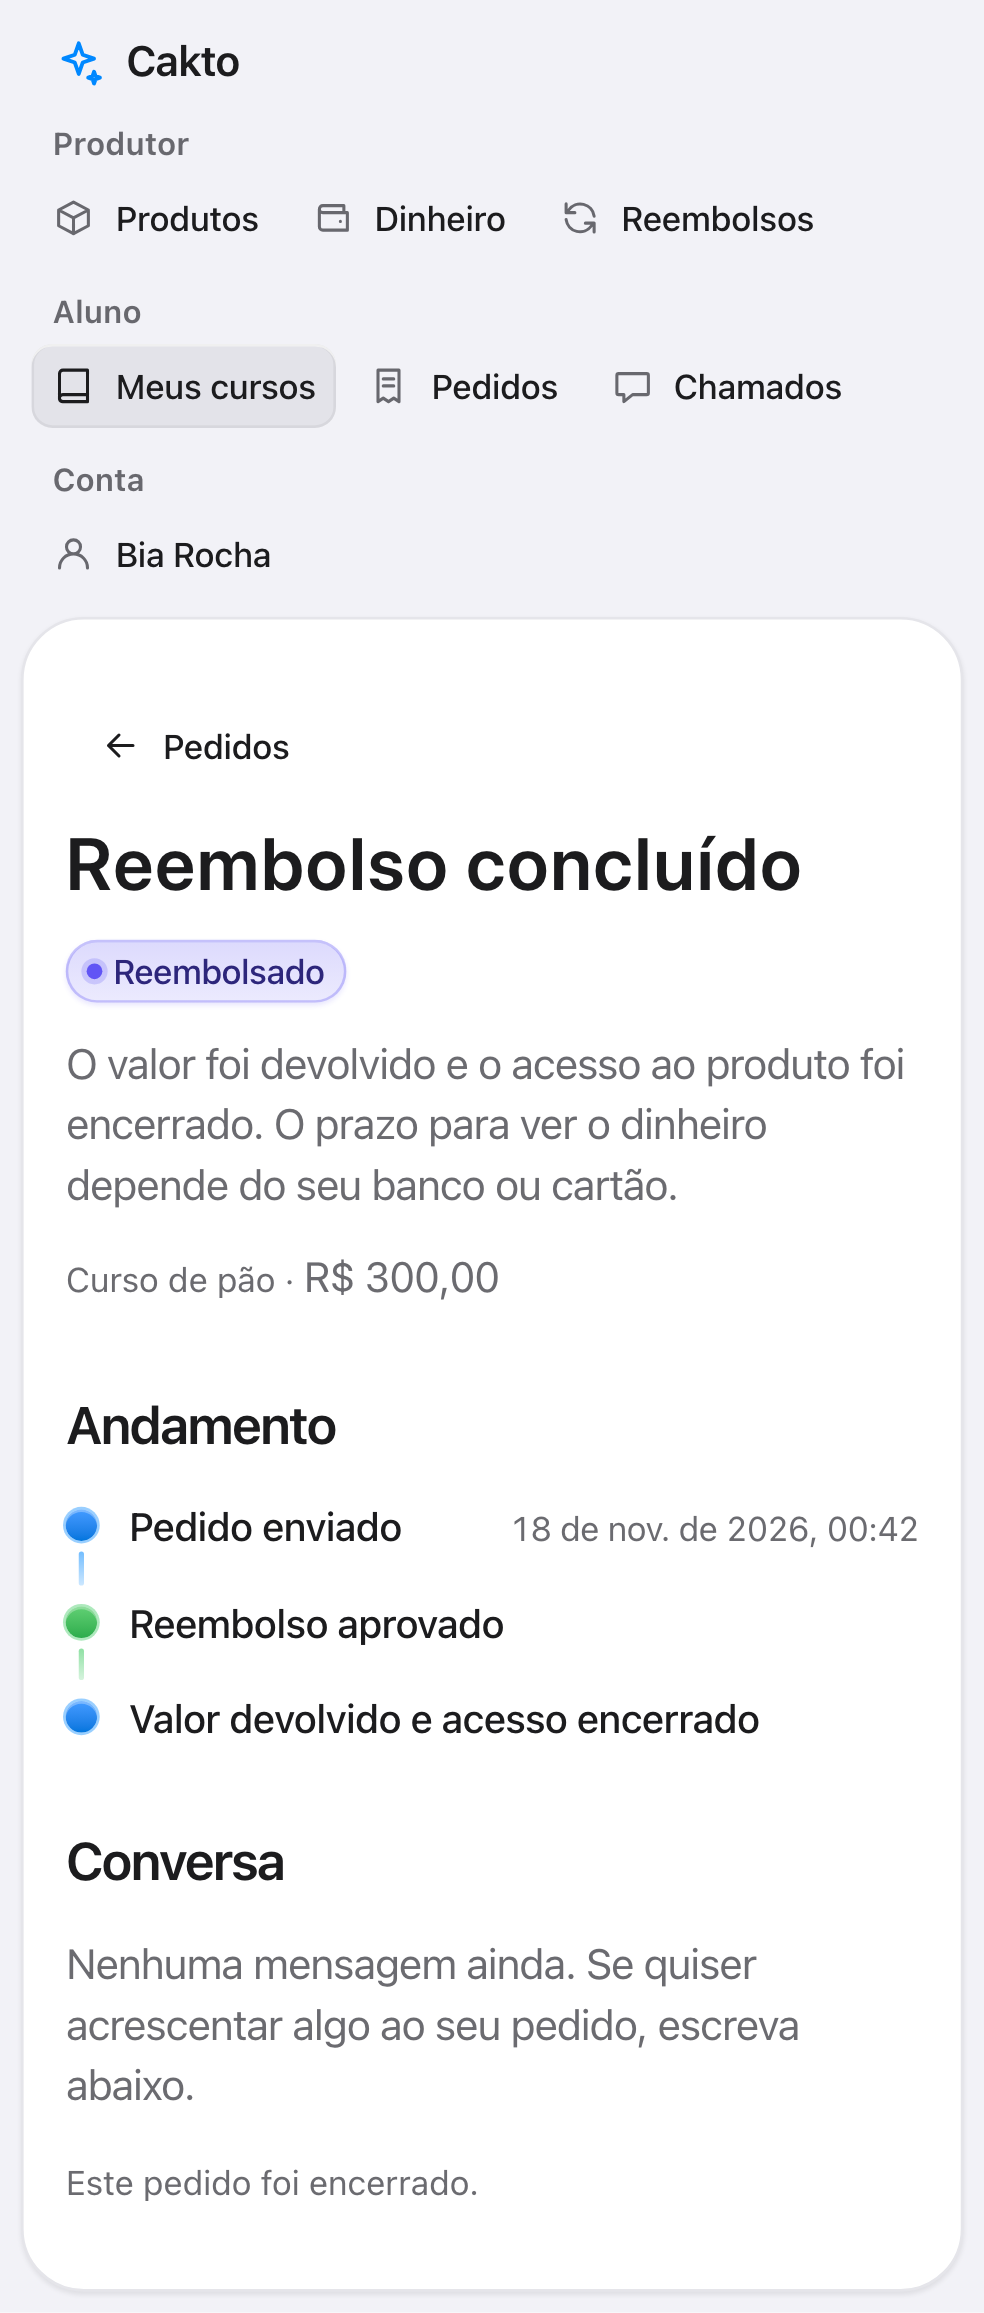 Cakto
Produtor
Produtos
Dinheiro
Reembolsos
Aluno
Meus cursos
Pedidos
Chamados
Conta
Bia Rocha
Pedidos
Reembolso concluído
Reembolsado
O valor foi devolvido e o acesso ao produto foi
encerrado. O prazo para ver o dinheiro
depende do seu banco ou cartão.
Curso de pão · R$ 300,00
Andamento
Pedido enviado 18 de nov. de 2026, 00:42
Reembolso aprovado
Valor devolvido e acesso encerrado
Conversa
Nenhuma mensagem ainda. Se quiser
acrescentar algo ao seu pedido, escreva
abaixo.
Este pedido foi encerrado.